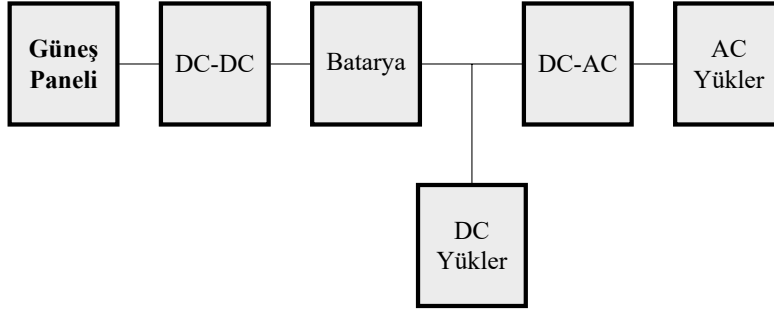 Güneş
Paneli
DC-DC
Batarya
DC-AC
AC
Yükler
DC
Yükler